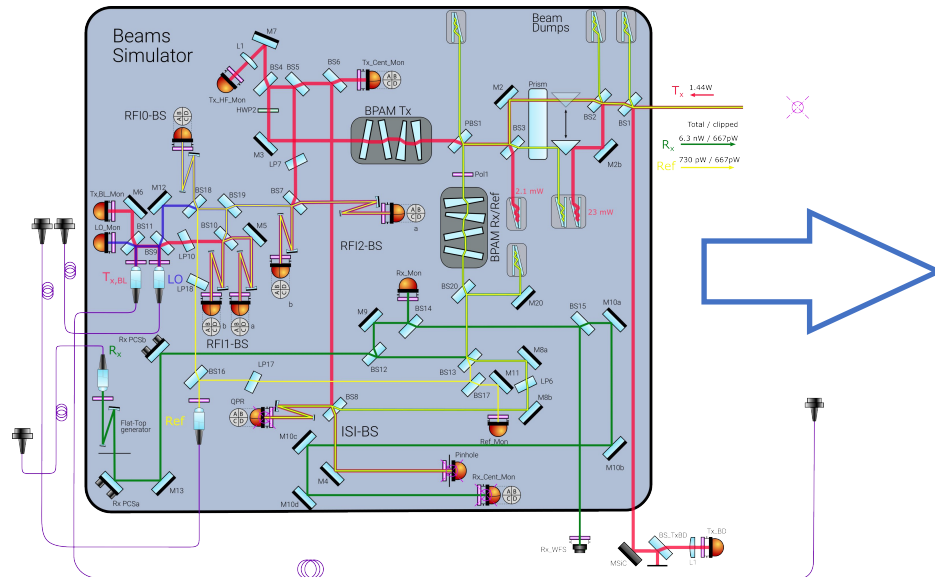 Beams
Simulator
M7
L1
BS4
BS5
BS6
Tx_Cent_Mon
A B
C D
Tx_HF_Mon
HWP2
M3
BPAM Tx
PBS1
Beam
Dumps
M2
Prism
BS3
BS2
BS1
M2b
Tx
1.44W
Total / clipped
Rx
6.3 nW / 667pW
Ref
730 pW / 667pW
RFI0-BS
A B
C D
LP7
Pol1
2.1 mW
23 mW
Tx,BL_Mon
M6
M12
BS18
BS19
BS7
LO_Mon
BS11
BS9
LP10
BS10
M5
RFI2-BS
A B
C D
a
BPAM Rx/Ref
Tx,BL
LO
LP18
A B
C D
b
A B
C D
b
A B
C D
a
RFI1-BS
Rx_Mon
BS14
BS20
M20
BS15
M10a
M9
Rx PCSb
Rx
BS12
BS13
M8a
M11
LP6
BS16
LP17
BS17
M8b
Flat-Top
generator
Ref
QPR
A B
C D
BS8
ISI-BS
Ref_Mon
M10c
M10b
Pinhole
M4
Rx_Cent_Mon
A B
C D
M10d
M13
Rx PCSa
Rx_WFS
MSiC
BS_TxBD
L1
Tx_BD